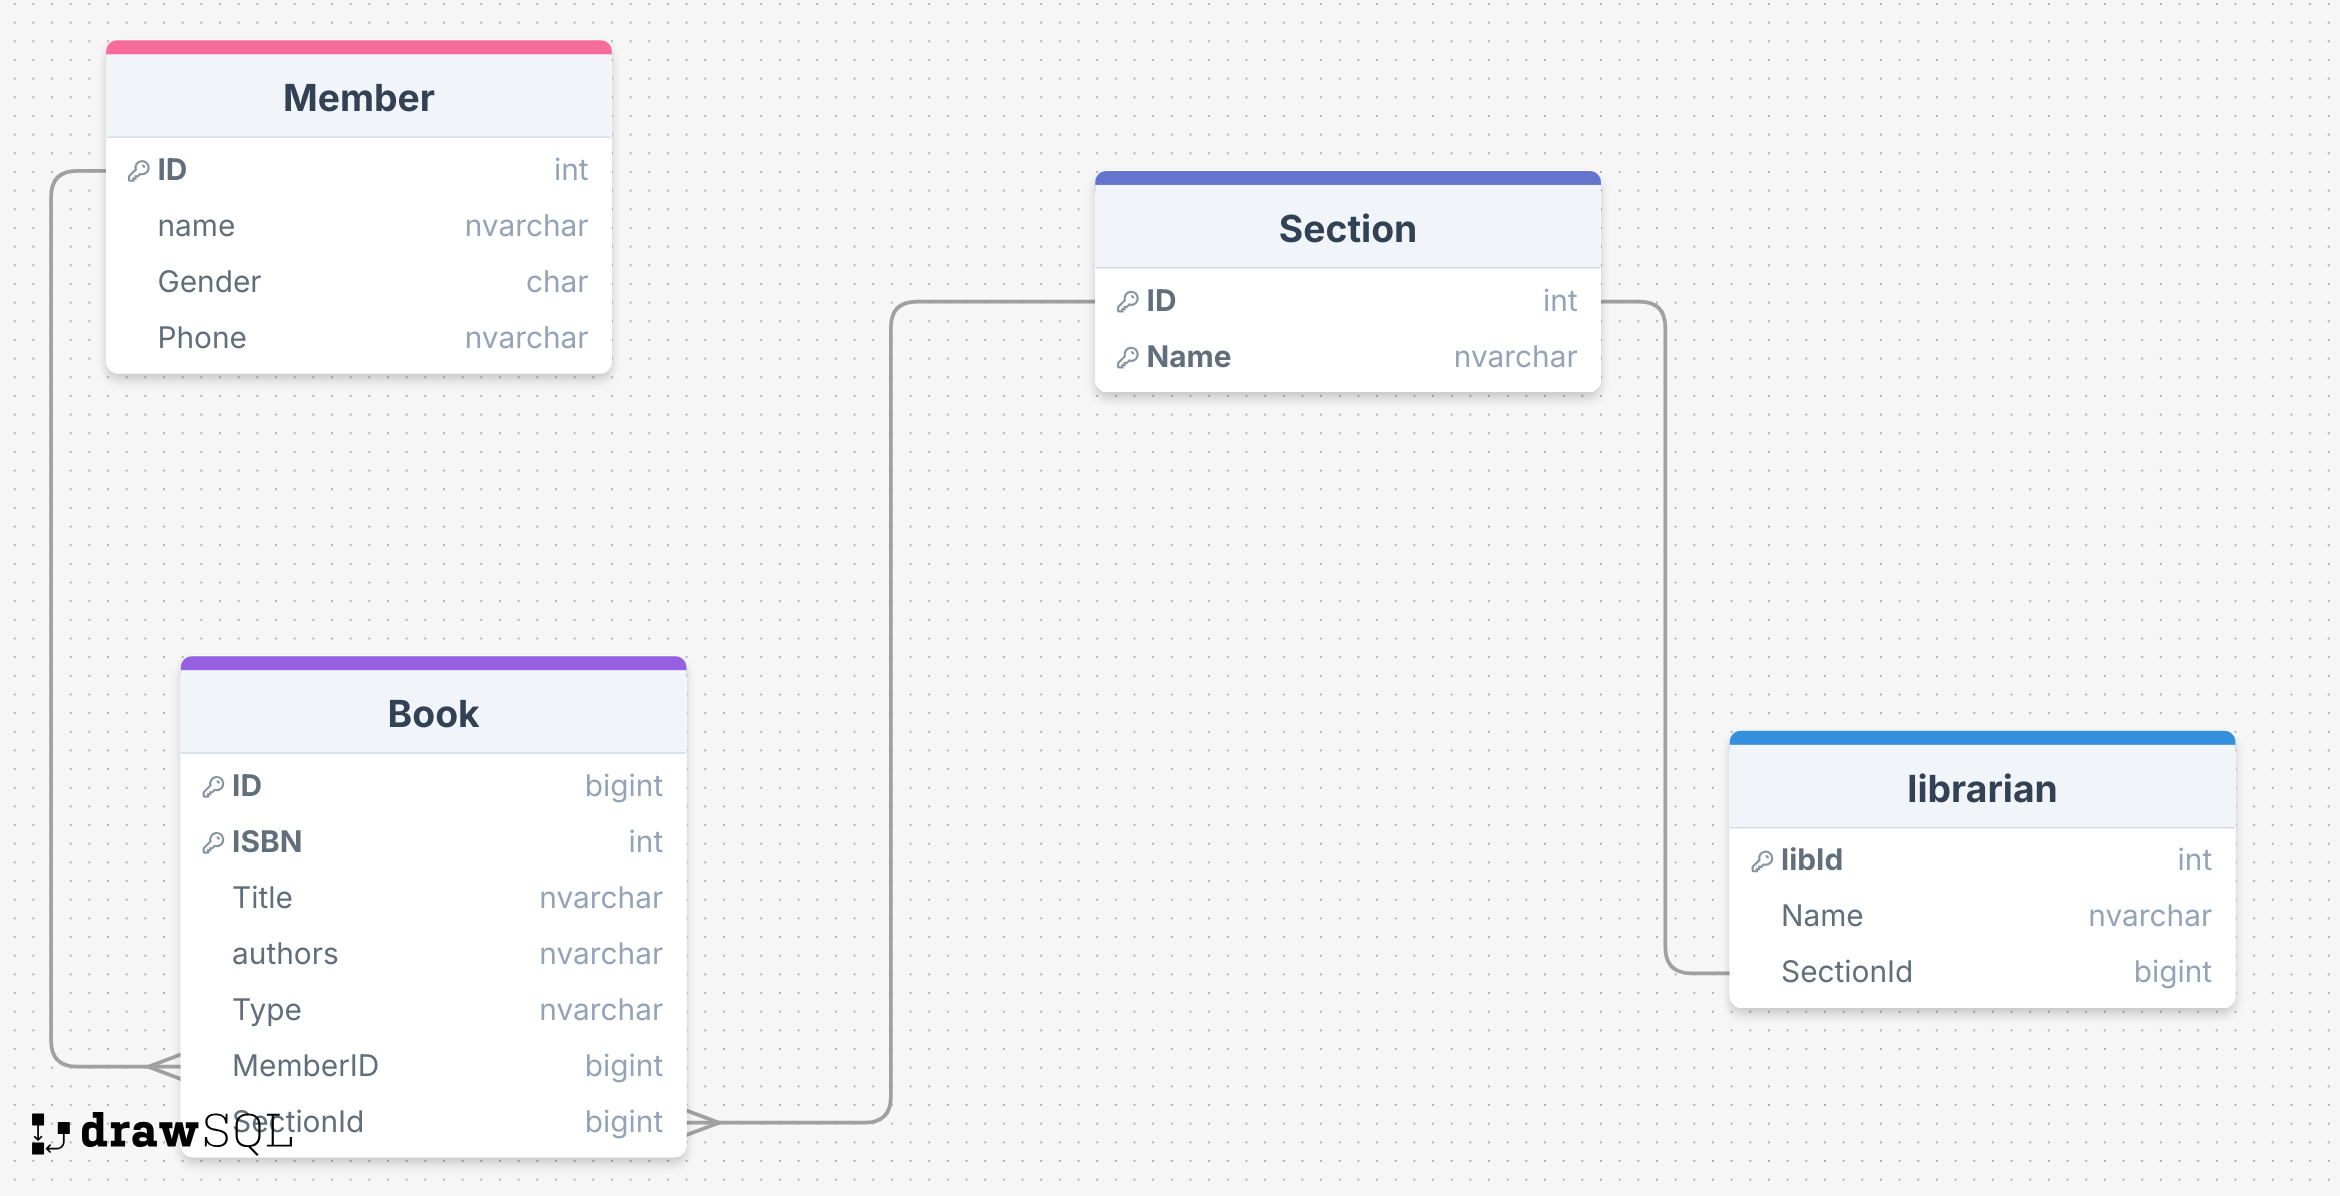 Member
ID int
name nvarchar
Gender char
Phone nvarchar
Section
ID int
Name nvarchar
Book
ID bigint
ISBN int
Title nvarchar
authors nvarchar
Type nvarchar
MemberID bigint
SectionId bigint
librarian
libId int
Name nvarchar
SectionId bigint
drawSQL